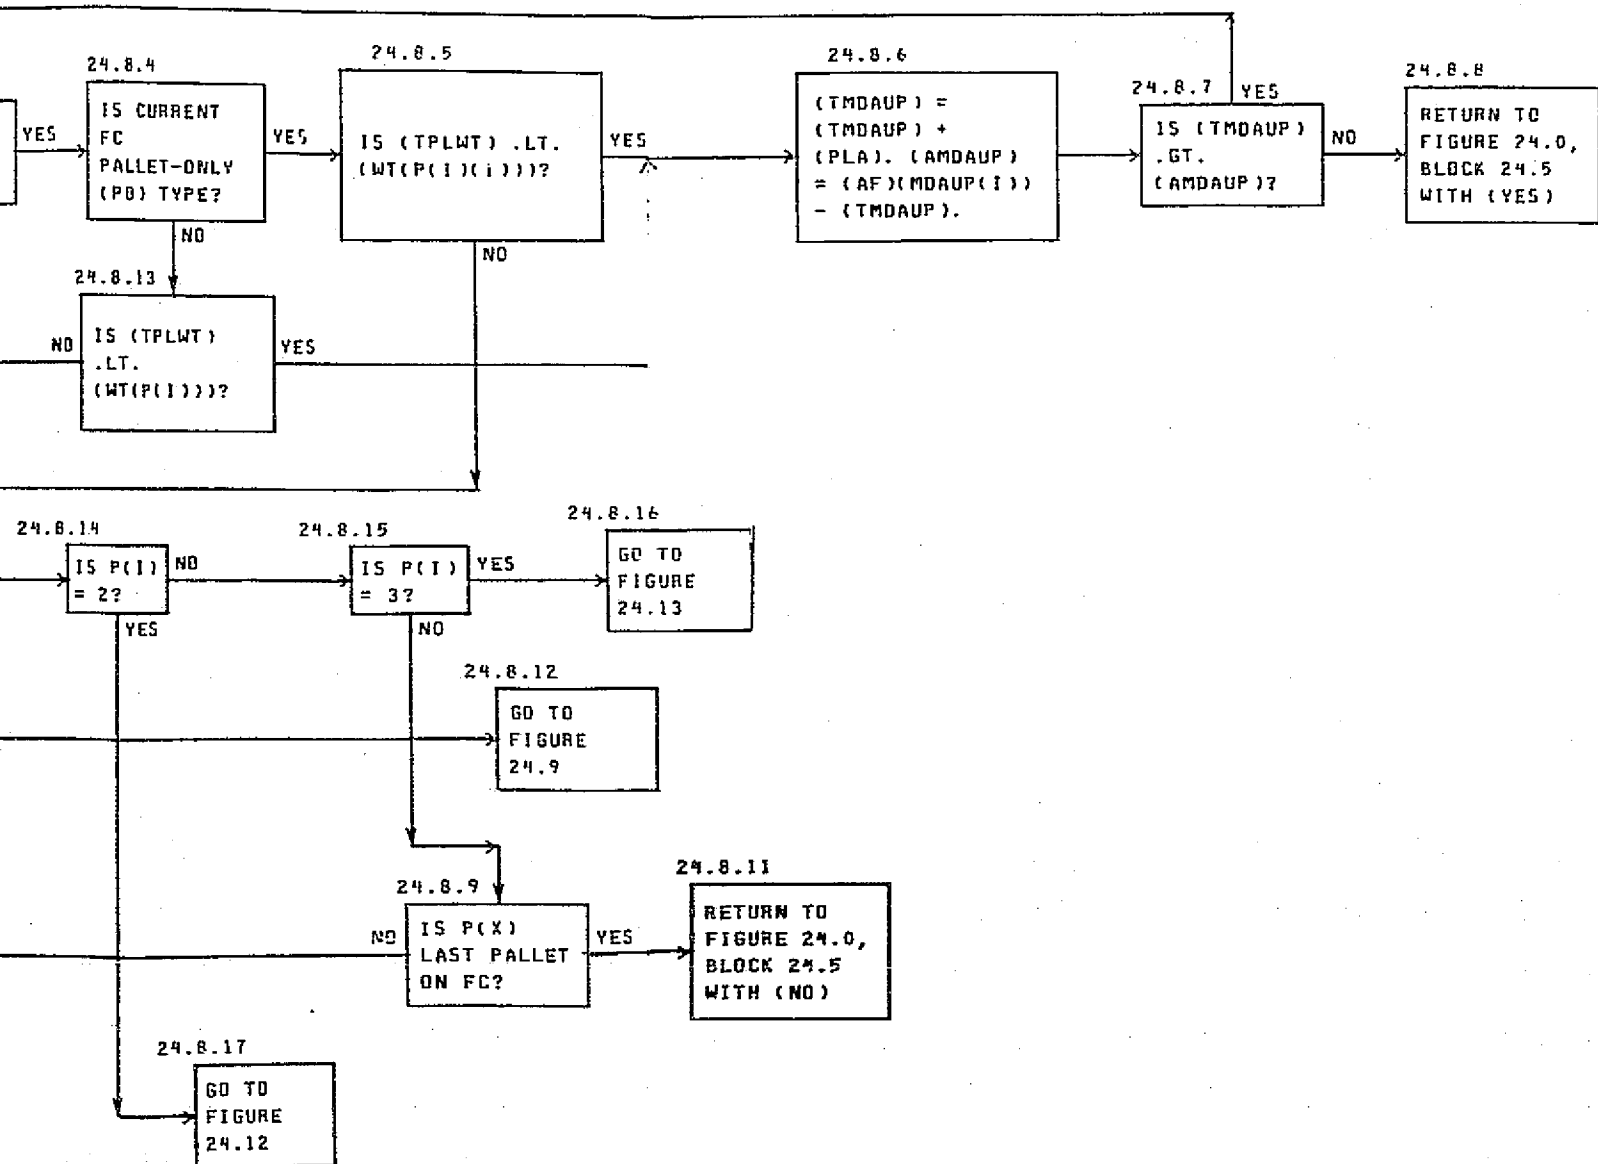 24.8.4
IS CURRENT
FC
PALLET-ONLY
(PO) TYPE?
YES
YES
NO
24.8.5
IS (TPLWT) .LT.
(WT(P(I)(i)))?
YES
NO
24.8.6
(TMDAUP) =
(TMDAUP) +
(PLA). (AMDAUP)
= (AF)(MDAUP(I))
- (TMDAUP).
24.8.7
YES
IS (TMDAUP)
.GT.
(AMDAUP)?
NO
24.8.8
RETURN TO
FIGURE 24.0,
BLOCK 24.5
WITH (YES)
24.8.13
NO
IS (TPLWT)
.LT.
(WT(P(I)))?
YES
24.8.14
IS P(I)
= 2?
NO
YES
24.8.15
IS P(I)
= 3?
YES
NO
24.8.16
GO TO
FIGURE
24.13
24.8.12
GO TO
FIGURE
24.9
24.8.9
NO
IS P(X)
LAST PALLET
ON FC?
YES
24.8.11
RETURN TO
FIGURE 24.0,
BLOCK 24.5
WITH (NO)
24.8.17
GO TO
FIGURE
24.12